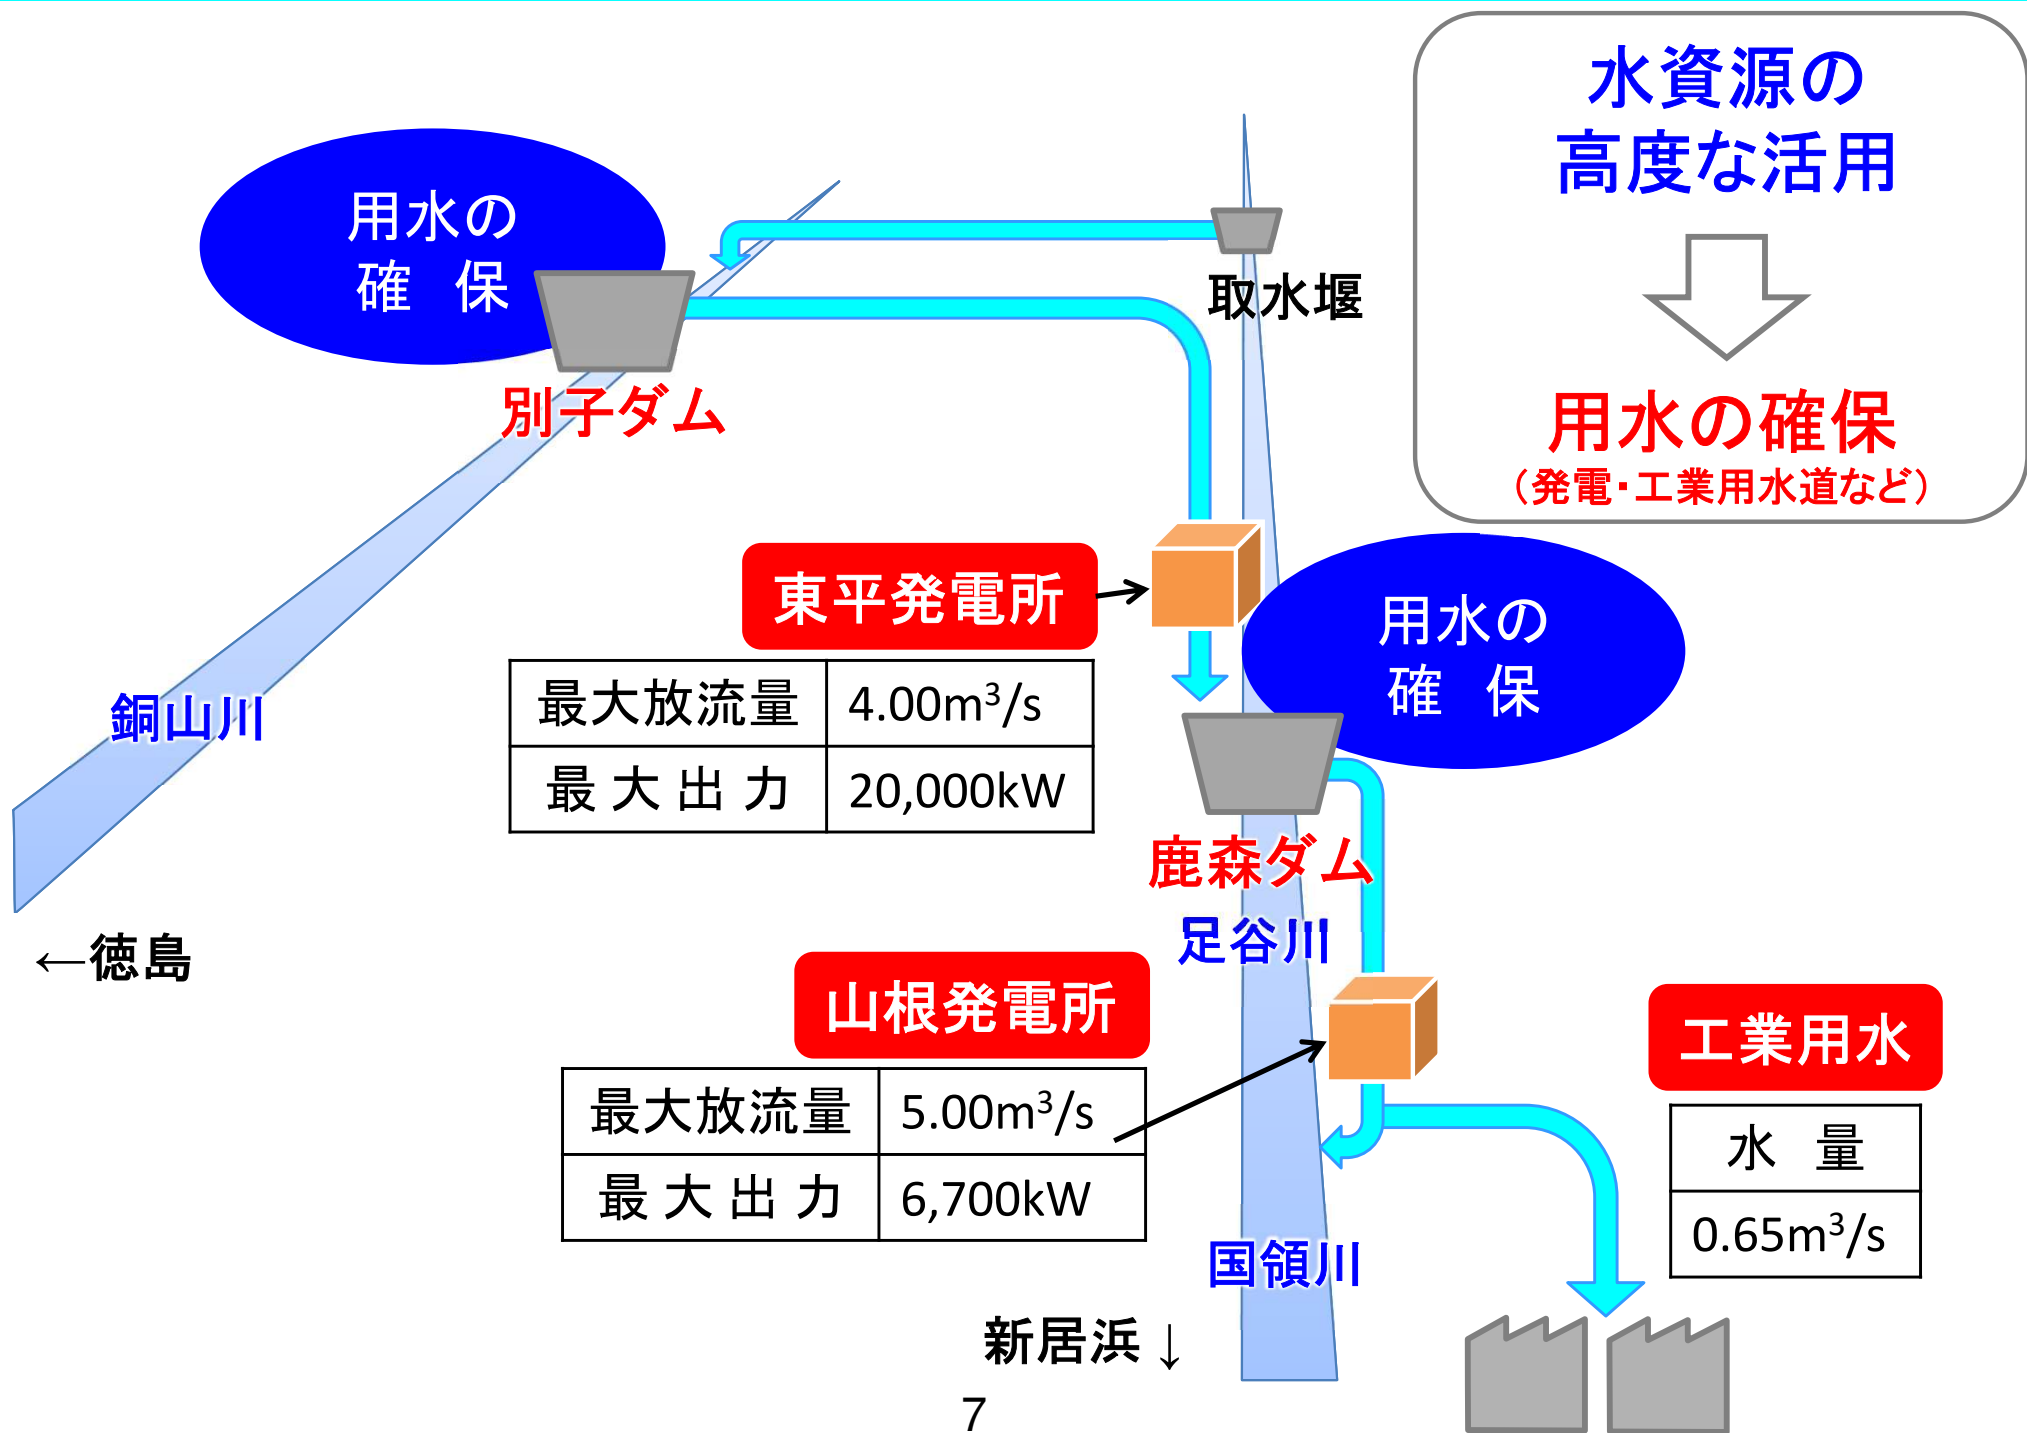 水資源の
高度な活用
用水の確保
（発電・工業用水道など）
用水の
確 保
取水堰
別子ダム
東平発電所
最大放流量 4.00m³/s
最大出力 20,000kW
用水の
確 保
銅山川
←徳島
鹿森ダム
足谷川
山根発電所
最大放流量 5.00m³/s
最大出力 6,700kW
工業用水
水 量
0.65m³/s
国領川
新居浜↓
7